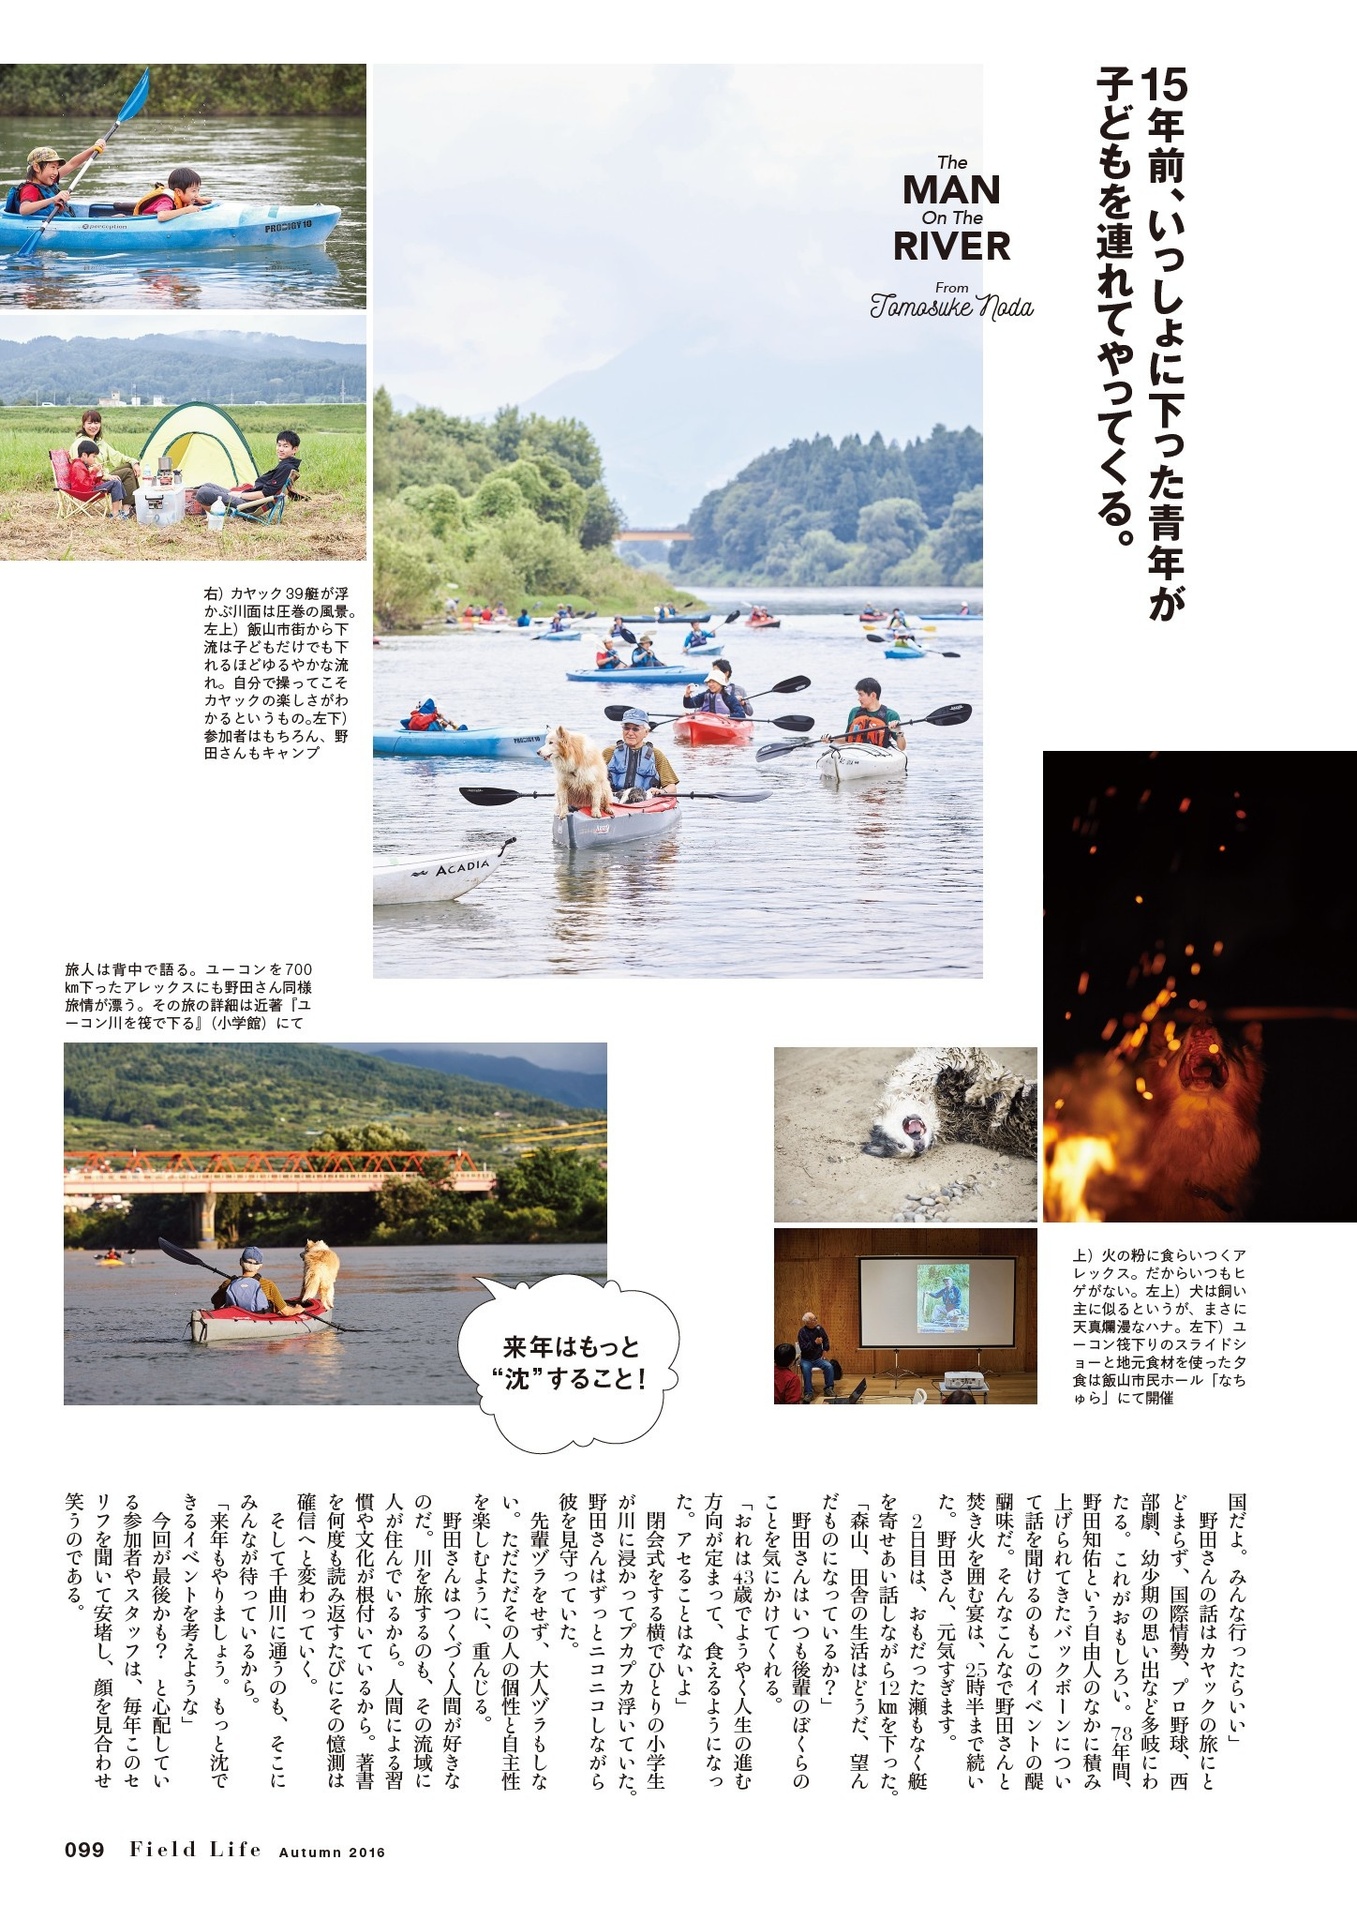 15年前、いっしょに下った青年が
子どもを連れてやってくる。
The
MAN
On The
RIVER
From
Tomosuke Noda
perception
PRODIGY 10
PRODIGY 10
ACADIA
右）カヤック39艇が浮
かぶ川面は圧巻の風景。
左上）飯山市街から下
流は子どもだけでも下
れるほどゆるやかな流
れ。自分で操ってこそ
カヤックの楽しさがわ
かるというもの。左下）
参加者はもちろん、野
田さんもキャンプ
旅人は背中で語る。ユーコンを700
㎞下ったアレックスにも野田さん同様
旅情が漂う。その旅の詳細は近著『ユ
ーコン川を筏で下る』（小学館）にて
来年はもっと
“沈”すること！
上）火の粉に食らいつくア
レックス。だからいつもヒ
ゲがない。左上）犬は飼い
主に似るというが、まさに
天真爛漫なハナ。左下）ユ
ーコン筏下りのスライドシ
ョーと地元食材を使った夕
食は飯山市民ホール「なち
ゅら」にて開催
国だよ。みんな行ったらいい」
野田さんの話はカヤックの旅にと
どまらず、国際情勢、プロ野球、西
部劇、幼少期の思い出など多岐にわ
たる。これがおもしろい。78年間、
野田知佑という自由人のなかに積み
上げられてきたバックボーンについ
て話を聞けるのもこのイベントの醍
醐味だ。そんなこんなで野田さんと
焚き火を囲む宴は、25時半まで続い
た。野田さん、元気すぎます。
2日目は、おもだった瀬もなく艇
を寄せあい話しながら12㎞を下った。
「森山、田舎の生活はどうだ、望ん
だものになっているか？」
野田さんはいつも後輩のぼくらの
ことを気にかけてくれる。
「おれは43歳でようやく人生の進む
方向が定まって、食えるようになっ
た。アセることはないよ」
閉会式をする横でひとりの小学生
が川に浸かってプカプカ浮いていた。
野田さんはずっとニコニコしながら
彼を見守っていた。
先輩ヅラをせず、大人ヅラもしな
い。ただただその人の個性と自主性
を楽しむように、重んじる。
野田さんはつくづく人間が好きな
のだ。川を旅するのも、その流域に
人が住んでいるから。人間による習
慣や文化が根付いているから。著書
を何度も読み返すたびにその憶測は
確信へと変わっていく。
そして千曲川に通うのも、そこに
みんなが待っているから。
「来年もやりましょう。もっと沈で
きるイベントを考えような」
今回が最後かも？　と心配してい
る参加者やスタッフは、毎年このセ
リフを聞いて安堵し、顔を見合わせ
笑うのである。
099 Field Life Autumn 2016